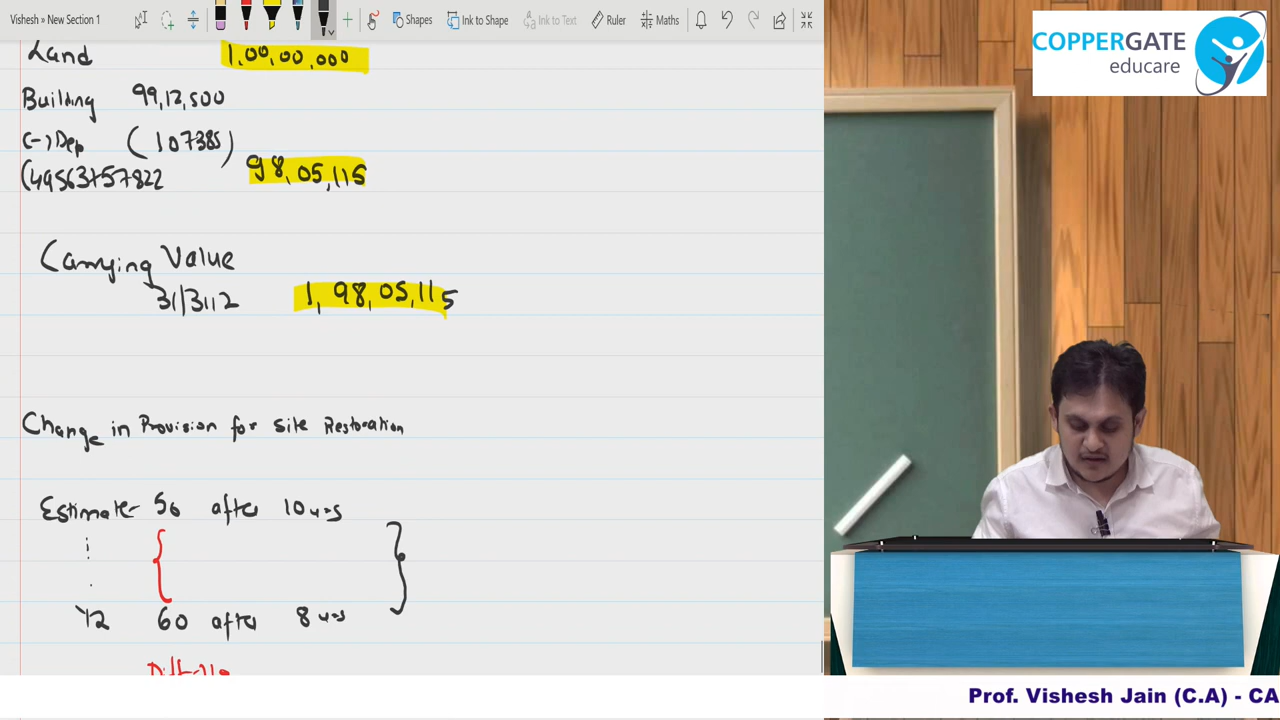 Vishesh » New Section 1
Shapes
Ink to Shape
Ink to Text
Ruler
Maths
Land 1,00,00,000
Building 99,12,500
(-) Dep (107385)
(49563+57822 98,05,115
Carrying Value
31/3/12 1,98,05,115
Change in Provision for Site Restoration
Estimate 50 after 10 yrs
Y2 60 after 8 yrs
COPPERGATE
educare
Prof. Vishesh Jain (C.A) - CA